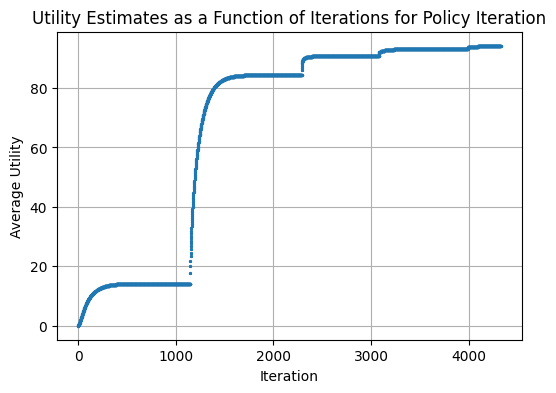 Utility Estimates as a Function of Iterations for Policy Iteration
Average Utility
80
60
40
20
0
0 1000 2000 3000 4000
Iteration